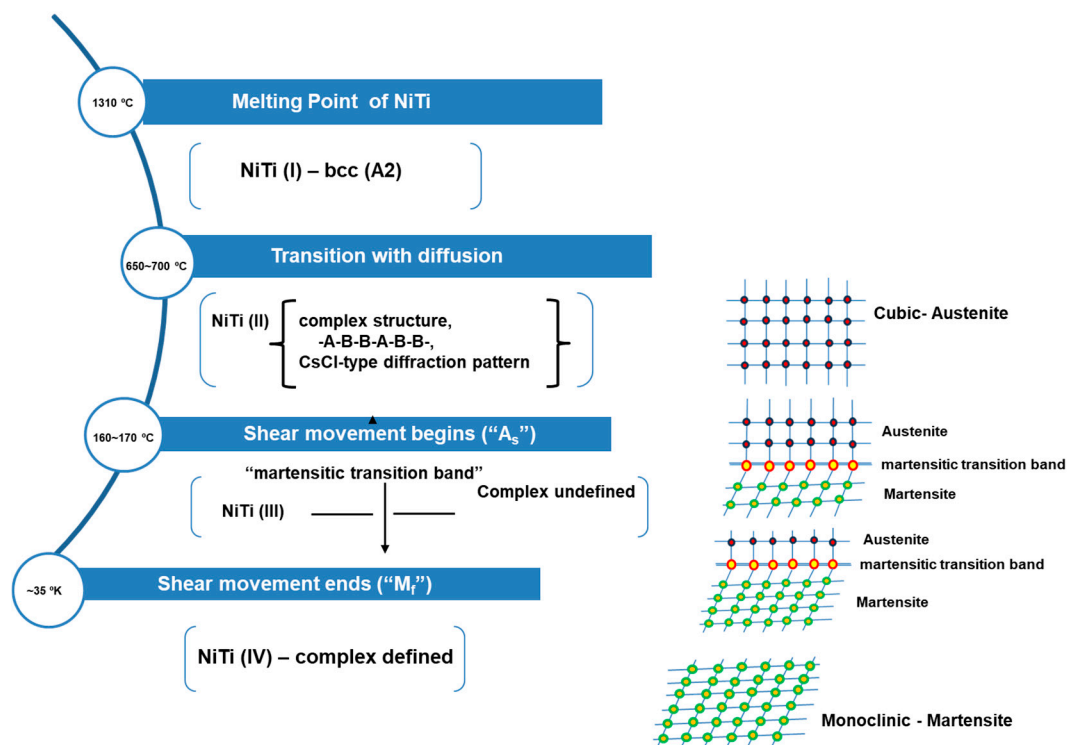 1310 ºC
Melting Point of NiTi
NiTi (I) – bcc (A2)
650~700 ºC
Transition with diffusion
NiTi (II)
complex structure,
-A-B-B-A-B-B-,
CsCl-type diffraction pattern
160~170 ºC
Shear movement begins (“As”)
“martensitic transition band”
Complex undefined
NiTi (III)
~35 ºK
Shear movement ends (“Mf”)
NiTi (IV) – complex defined
Cubic- Austenite
Austenite
martensitic transition band
Martensite
Austenite
martensitic transition band
Martensite
Monoclinic - Martensite